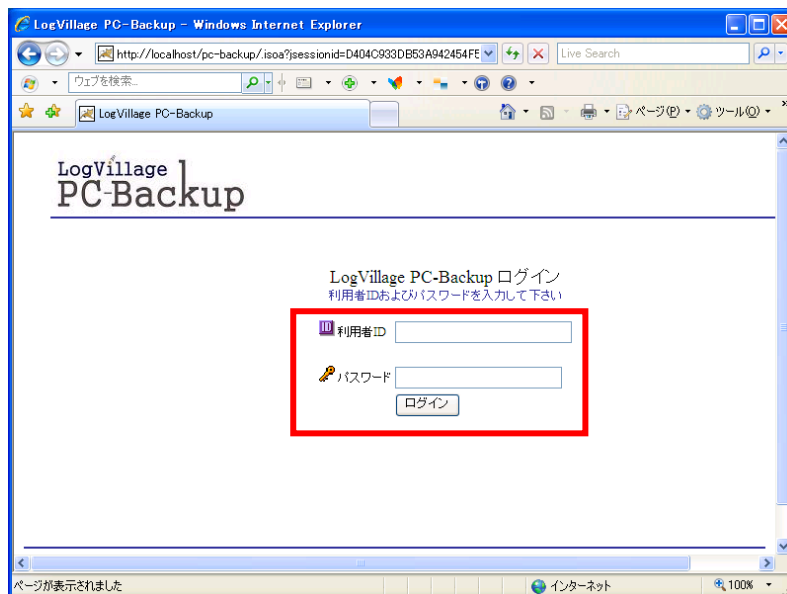 LogVillage PC-Backup - Windows Internet Explorer
http://localhost/pc-backup/.isoa?jsessionid=D404C933DB53A942454FE
Live Search
ウェブを検索...
LogVillage PC-Backup
ページ(P)
ツール(O)
LogVillage
PC-Backup
LogVillage PC-Backup ログイン
利用者IDおよびパスワードを入力して下さい
ID 利用者ID
パスワード
ログイン
ページが表示されました
インターネット
100%